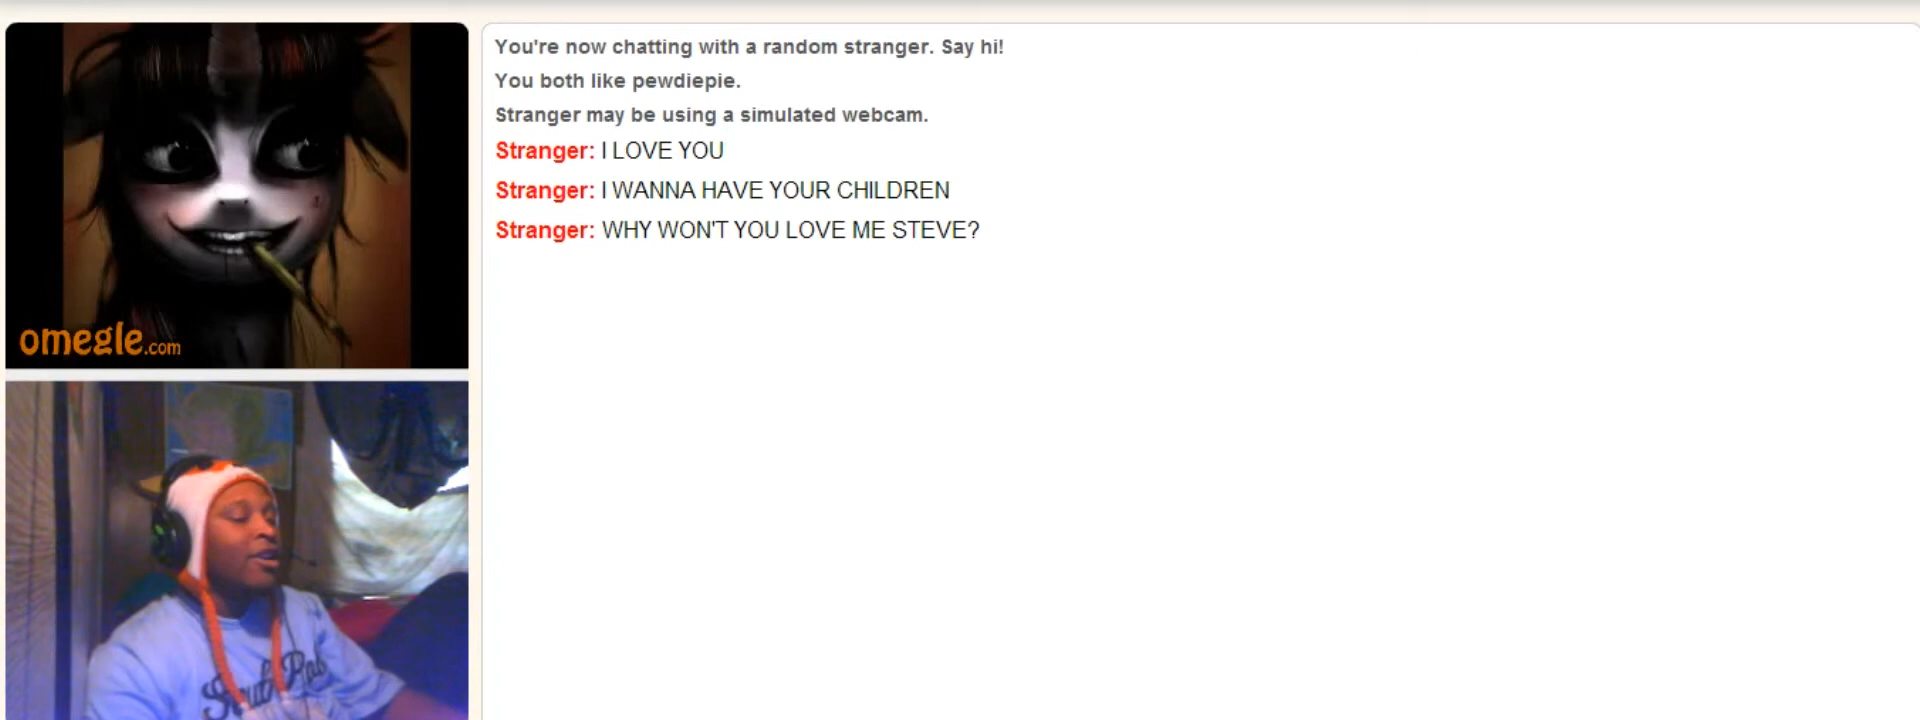 You're now chatting with a random stranger. Say hi!
You both like pewdiepie.
Stranger may be using a simulated webcam.
Stranger: I LOVE YOU
Stranger: I WANNA HAVE YOUR CHILDREN
Stranger: WHY WON'T YOU LOVE ME STEVE?
omegle.com